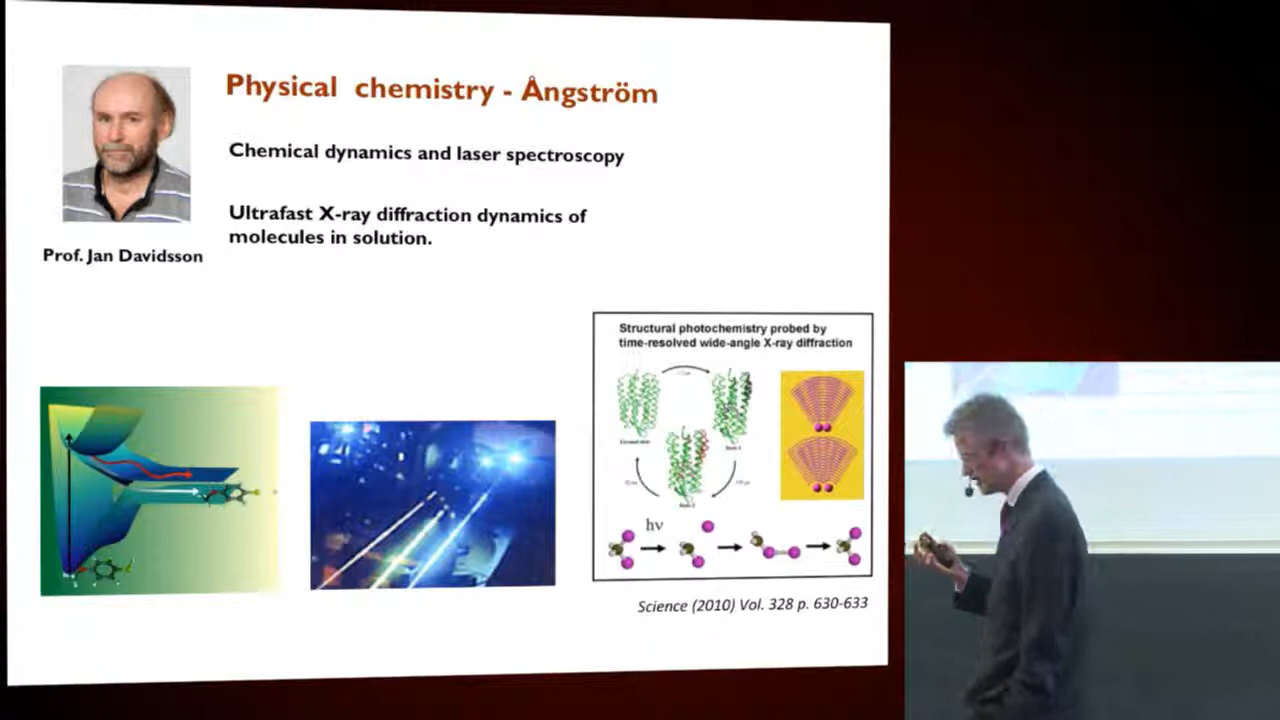 Physical chemistry - Ångström
Chemical dynamics and laser spectroscopy
Ultrafast X-ray diffraction dynamics of
molecules in solution.
Prof. Jan Davidsson
Structural photochemistry probed by
time-resolved wide-angle X-ray diffraction
hν
Science (2010) Vol. 328 p. 630-633